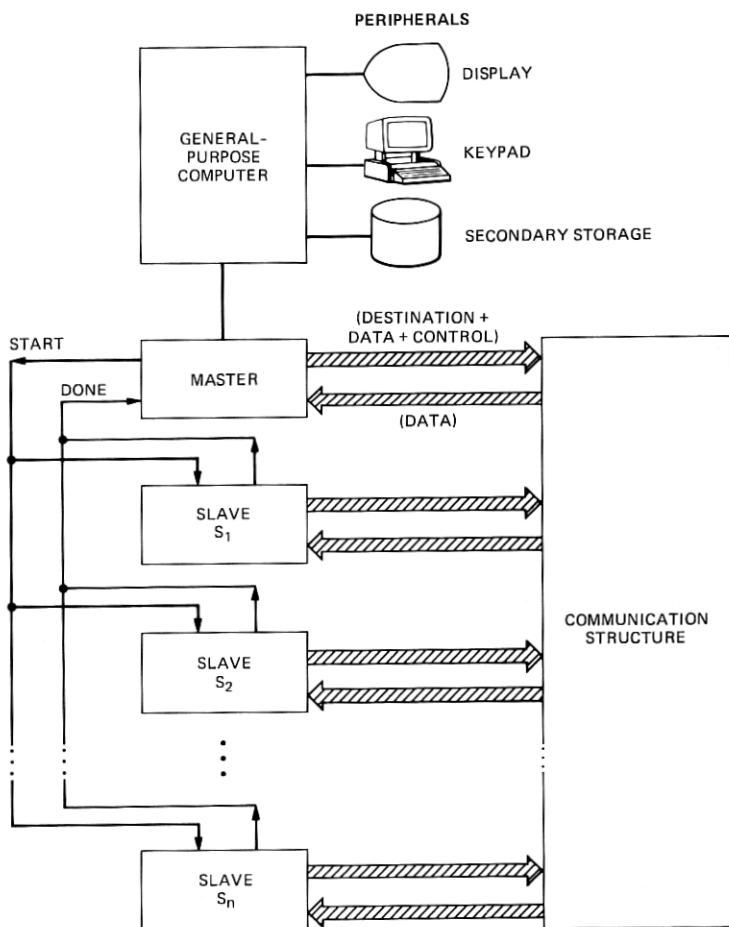 PERIPHERALS
DISPLAY
GENERAL-
PURPOSE
COMPUTER
KEYPAD
SECONDARY STORAGE
(DESTINATION +
DATA + CONTROL)
START
MASTER
DONE
(DATA)
SLAVE
S1
COMMUNICATION
STRUCTURE
SLAVE
S2
SLAVE
Sn